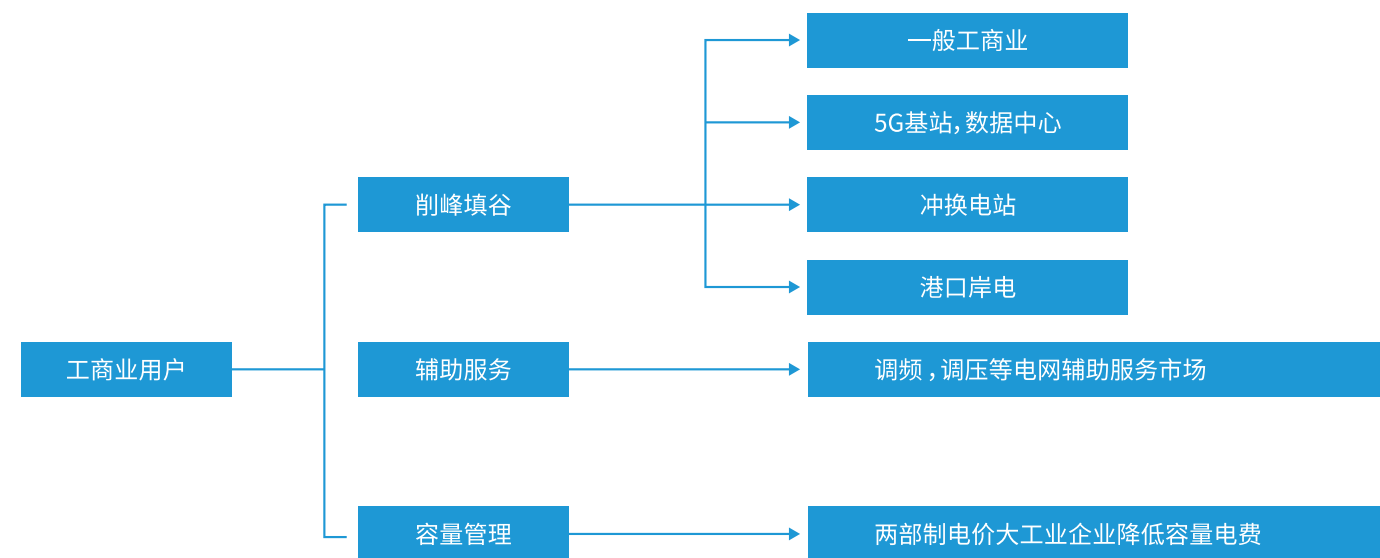 一般工商业
5G基站，数据中心
削峰填谷
冲换电站
港口岸电
工商业用户
辅助服务
调频，调压等电网辅助服务市场
容量管理
两部制电价大工业企业降低容量电费